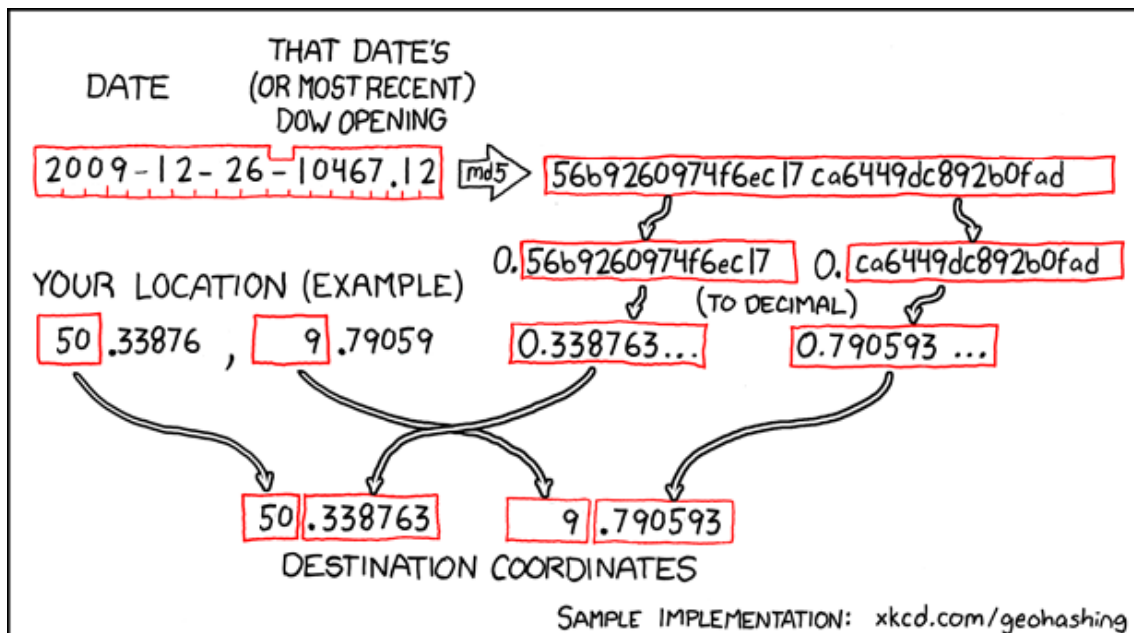 THAT DATE'S
DATE (OR MOST RECENT)
DOW OPENING
2009-12-26-10467.12 md5 56b9260974f6ec17ca6449dc892b0fad
0.56b9260974f6ec17 0.ca6449dc892b0fad
YOUR LOCATION (EXAMPLE) (TO DECIMAL)
50.33876, 9.79059 0.338763... 0.790593...
50.338763 9.790593
DESTINATION COORDINATES
SAMPLE IMPLEMENTATION: xkcd.com/geohashing